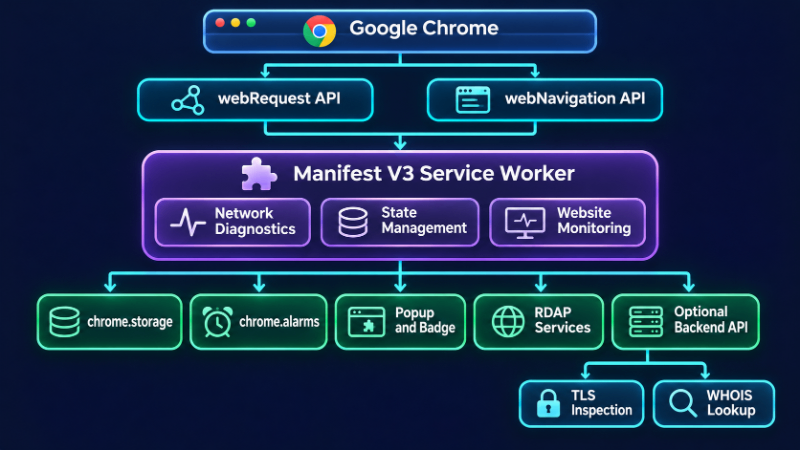 Google Chrome
webRequest API
webNavigation API
Manifest V3 Service Worker
Network
Diagnostics
State
Management
Website
Monitoring
chrome.storage
chrome.alarms
Popup
and Badge
RDAP
Services
Optional
Backend API
TLS
Inspection
WHOIS
Lookup